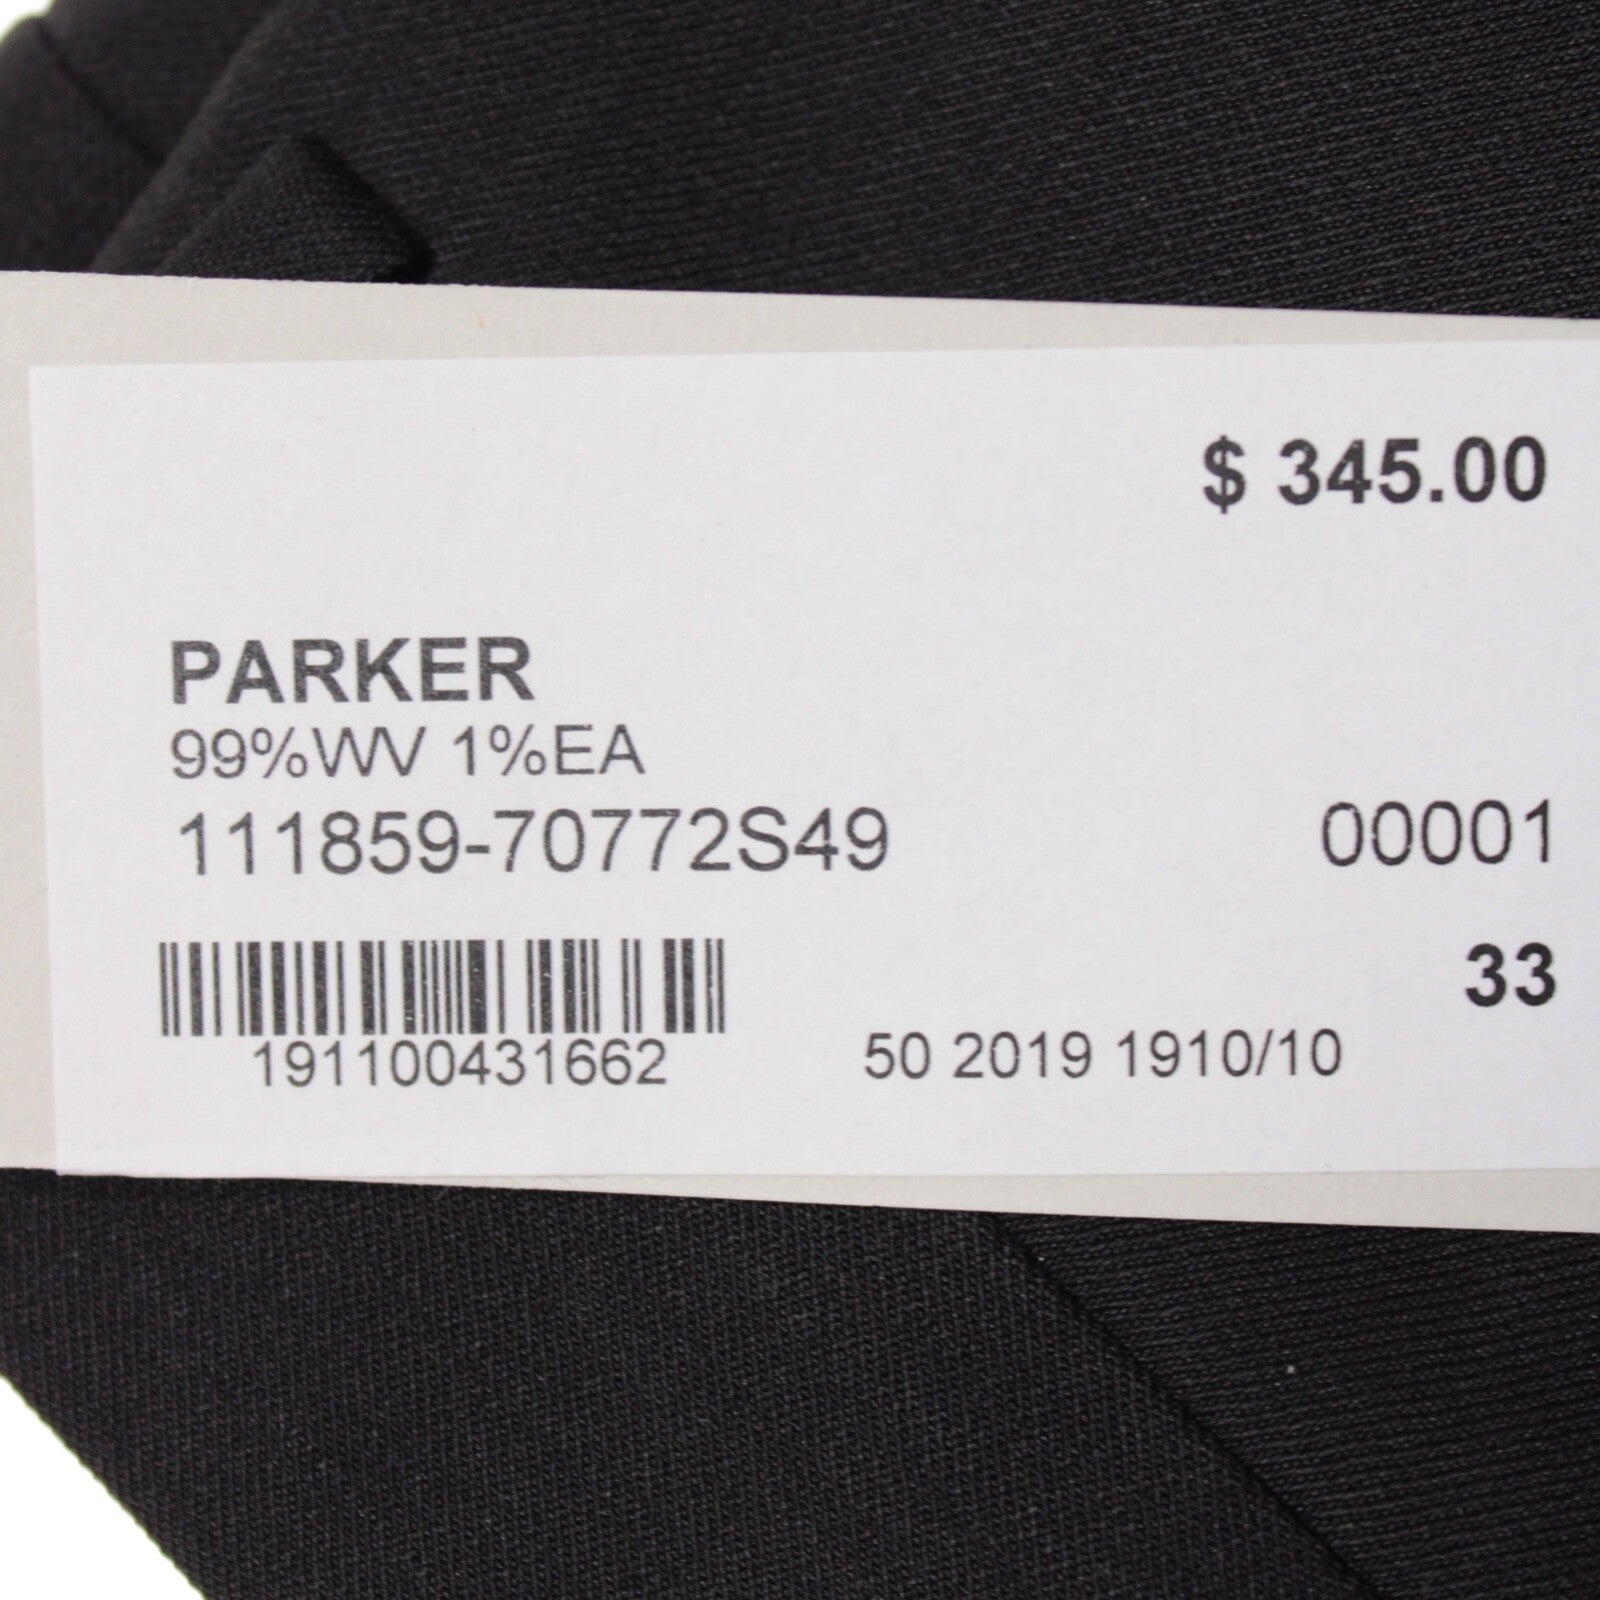 $ 345.00
PARKER
99%WV 1%EA
111859-70772S49 00001
33
191100431662 50 2019 1910/10